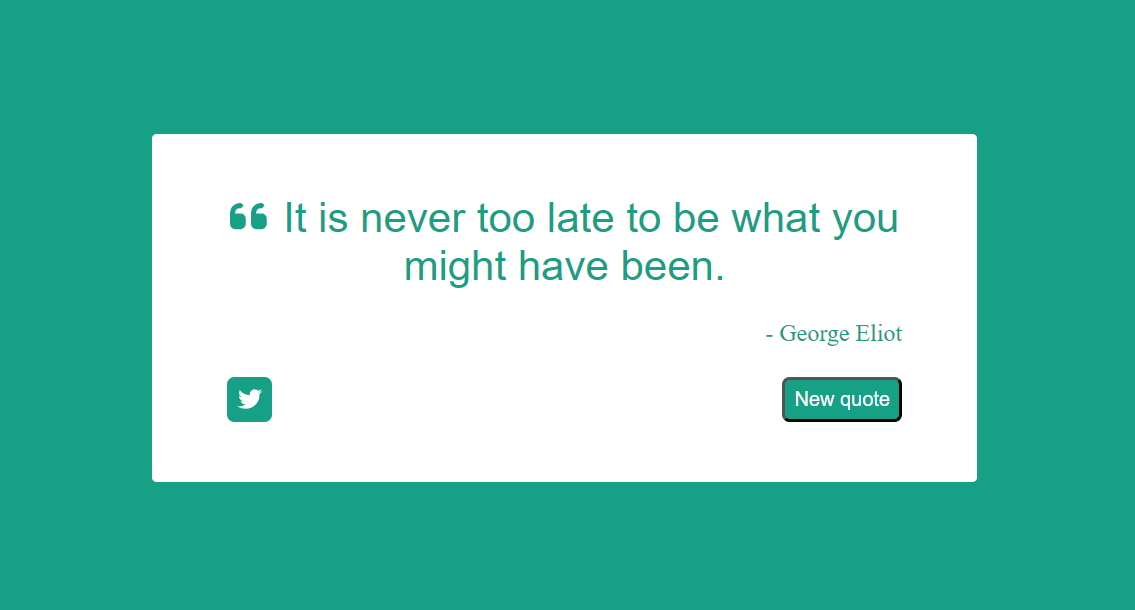 “ It is never too late to be what you
might have been.
- George Eliot
New quote